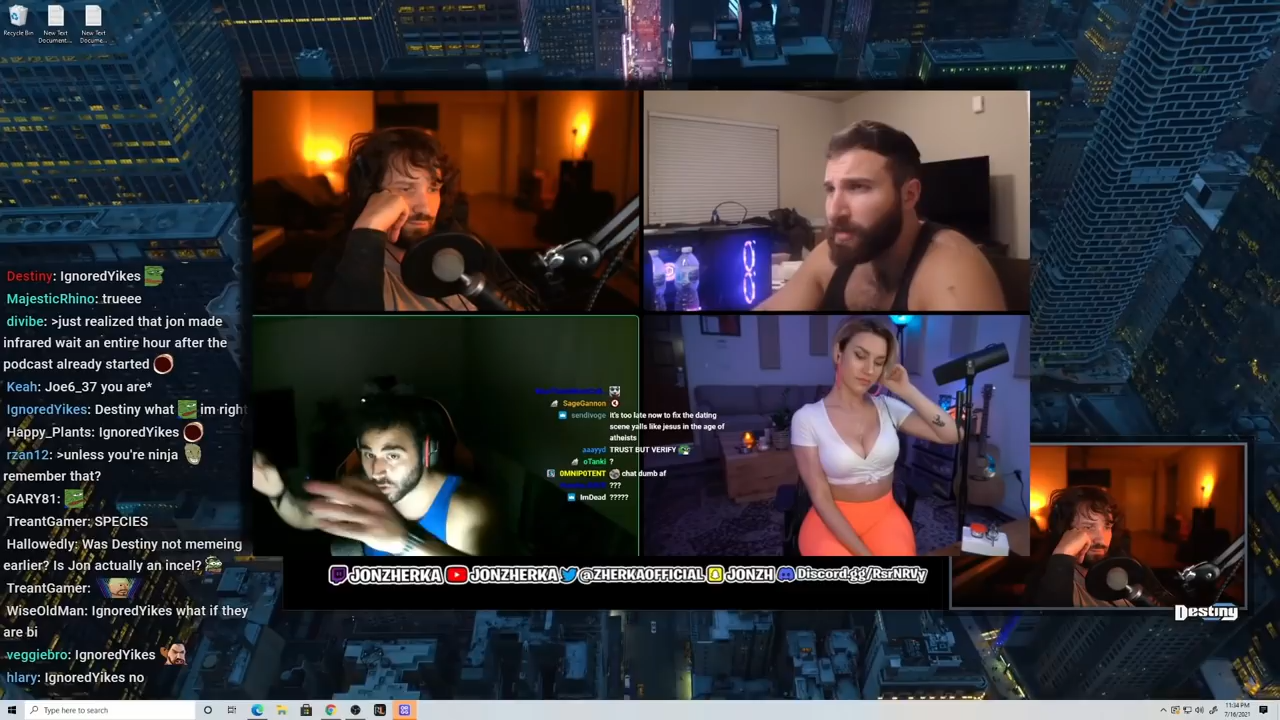 Recycle Bin
New Text
Document...
New Text
Docume...
Destiny: IgnoredYikes
MajesticRhino: trueee
divibe: >just realized that jon made
infrared wait an entire hour after the
podcast already started
Keah: Joe6_37 you are*
IgnoredYikes: Destiny what im right
Happy_Plants: IgnoredYikes
rzan12: >unless you're ninja
remember that?
GARY81:
TreantGamer: SPECIES
Hallowedly: Was Destiny not memeing
earlier? Is Jon actually an incel?
TreantGamer:
WiseOldMan: IgnoredYikes what if they
are bi
veggiebro: IgnoredYikes
hlary: IgnoredYikes no
SageGannon
sendivoge it's too late now to fix the dating
scene yalls like jesus in the age of
atheists
aaayyd TRUST BUT VERIFY
oTanki ?
0MNIP0TENT chat dumb af
???
ImDead ?????
JONZHERKA JONZHERKA @ZHERKAOFFICIAL JONZH Discord.gg/RsrNRVy
Destiny
Type here to search
11:34 PM
7/16/2021